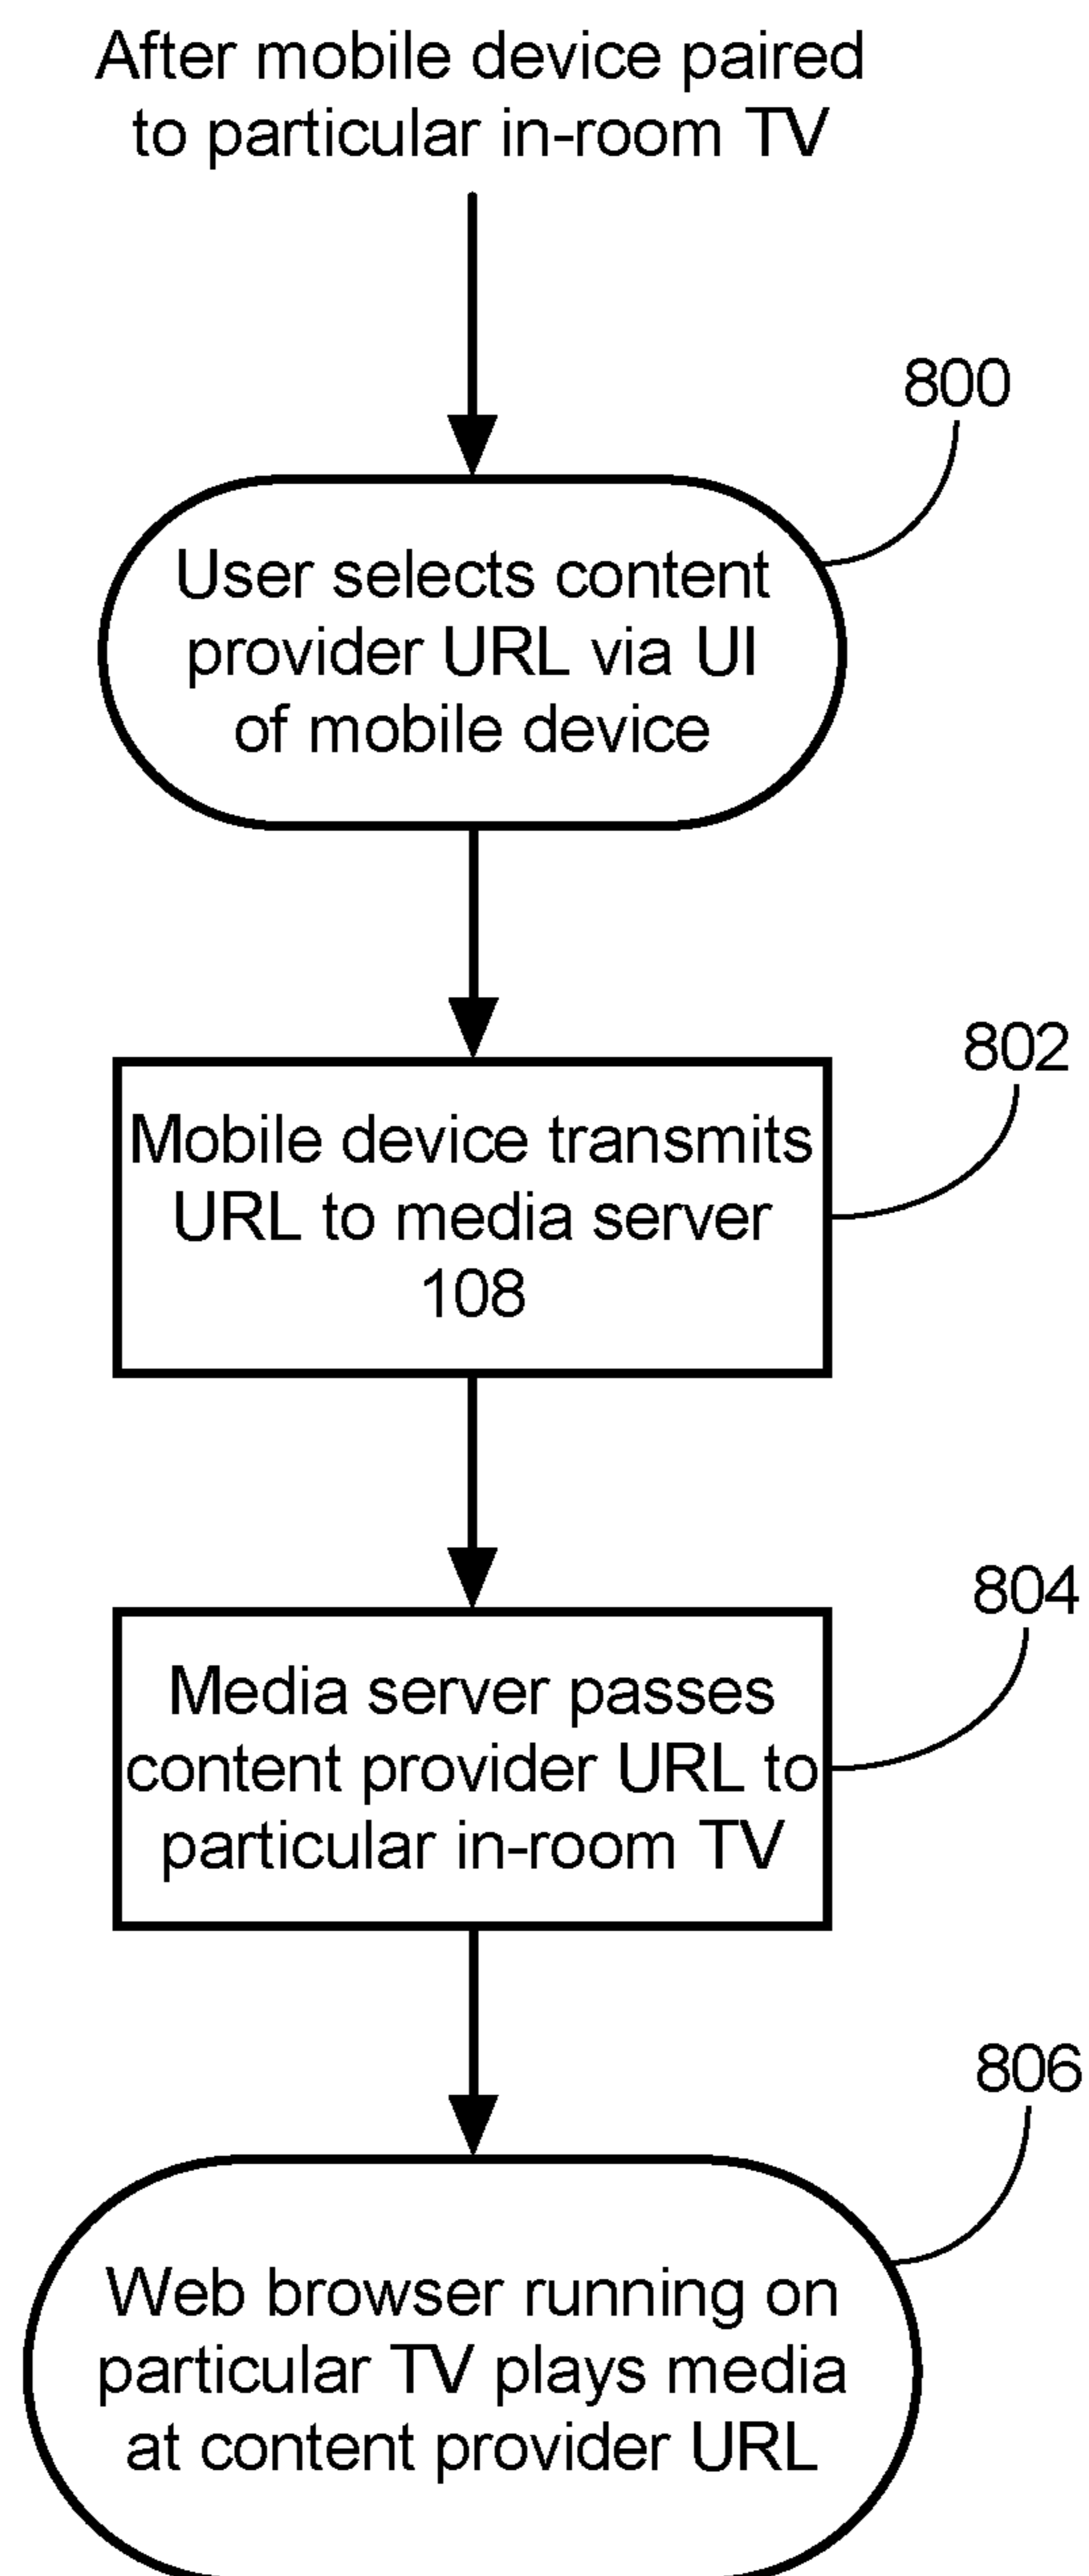 After mobile device paired
to particular in-room TV
800
User selects content
provider URL via UI
of mobile device
802
Mobile device transmits
URL to media server
108
804
Media server passes
content provider URL to
particular in-room TV
806
Web browser running on
particular TV plays media
at content provider URL